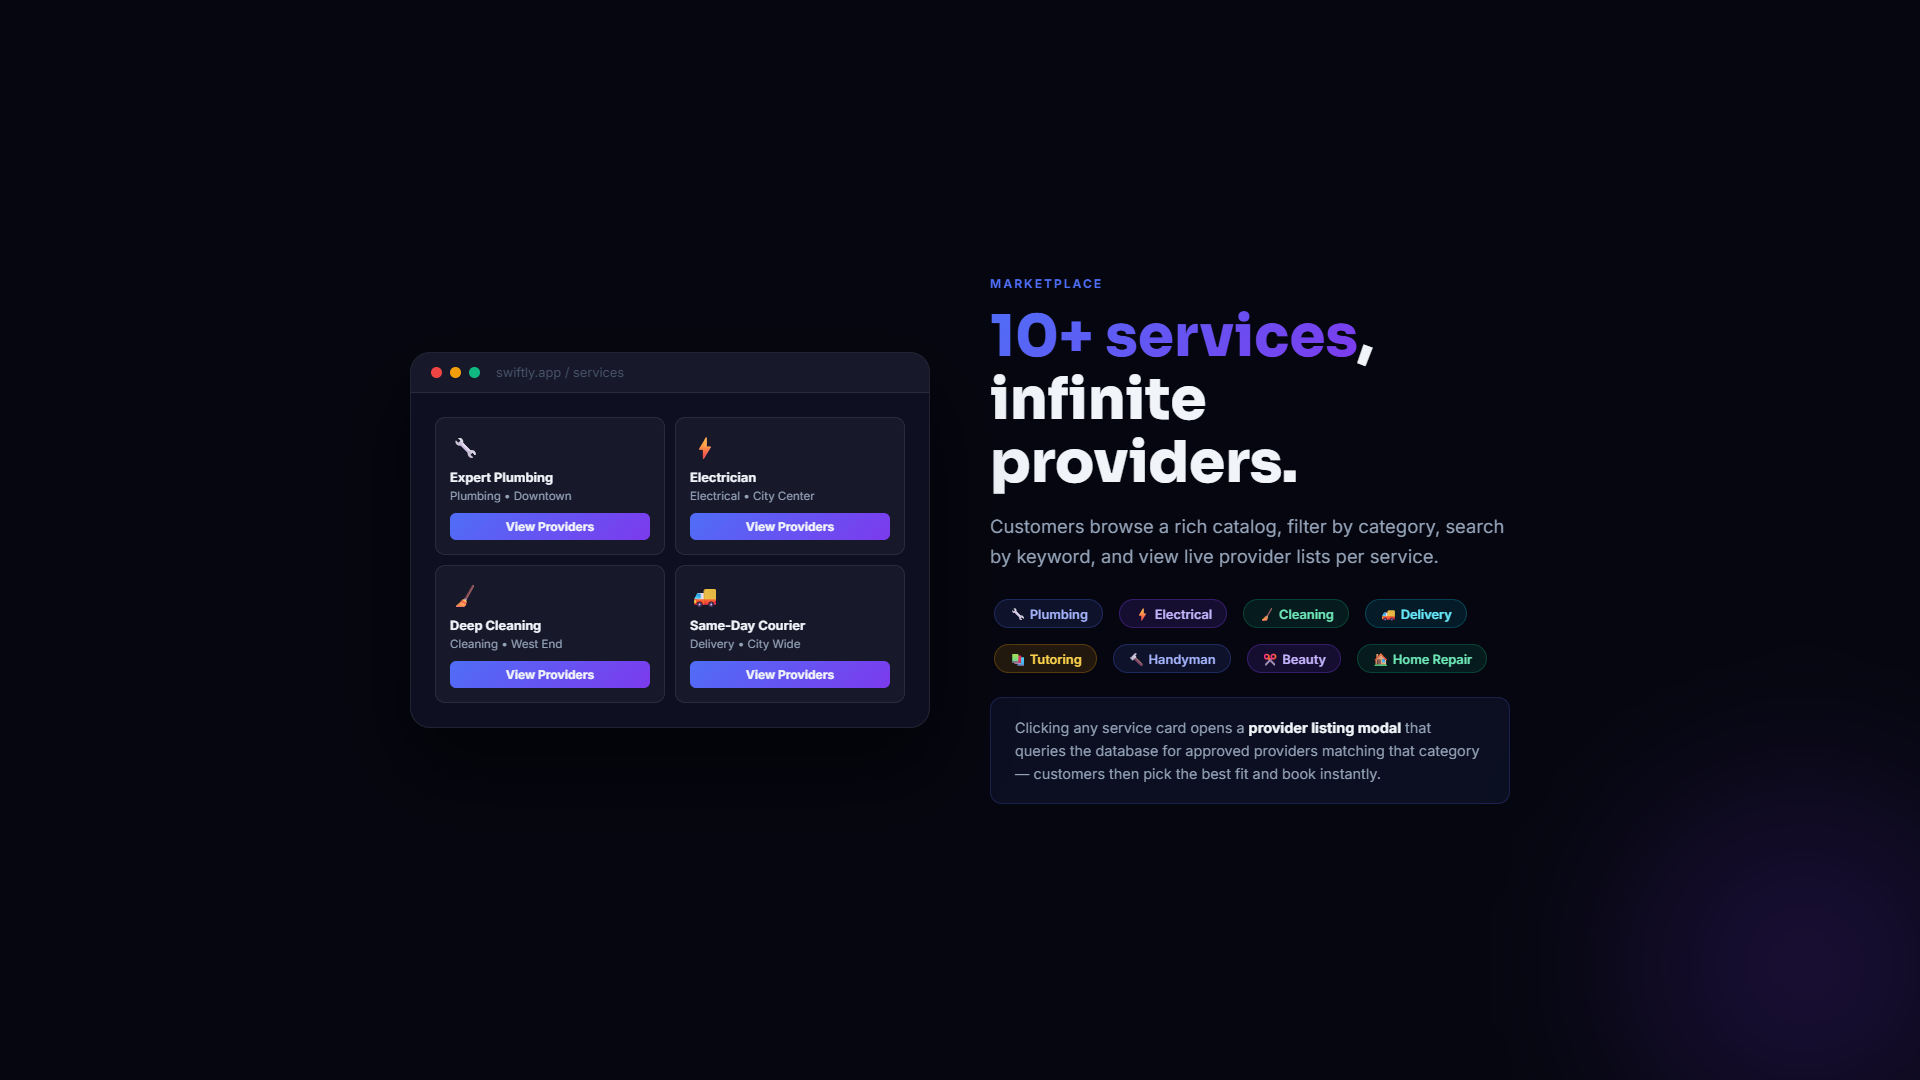 swiftly.app / services
Expert Plumbing
Plumbing • Downtown
View Providers
Electrician
Electrical • City Center
View Providers
Deep Cleaning
Cleaning • West End
View Providers
Same-Day Courier
Delivery • City Wide
View Providers
MARKETPLACE
10+ services,
infinite
providers.
Customers browse a rich catalog, filter by category, search
by keyword, and view live provider lists per service.
Plumbing
Electrical
Cleaning
Delivery
Tutoring
Handyman
Beauty
Home Repair
Clicking any service card opens a provider listing modal that
queries the database for approved providers matching that category
— customers then pick the best fit and book instantly.